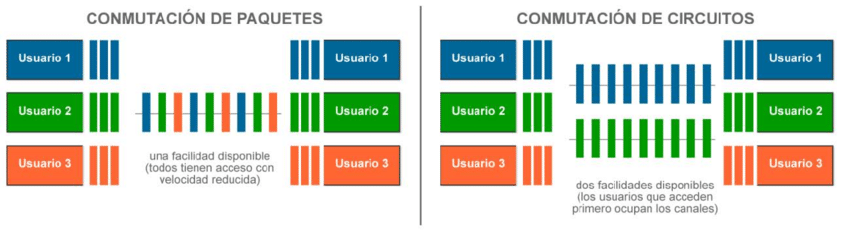 CONMUTACIÓN DE PAQUETES
Usuario 1
Usuario 1
Usuario 2
Usuario 2
Usuario 3
Usuario 3
una facilidad disponible
(todos tienen acceso con
velocidad reducida)
CONMUTACIÓN DE CIRCUITOS
Usuario 1
Usuario 1
Usuario 2
Usuario 2
Usuario 3
Usuario 3
dos facilidades disponibles
(los usuarios que acceden
primero ocupan los canales)